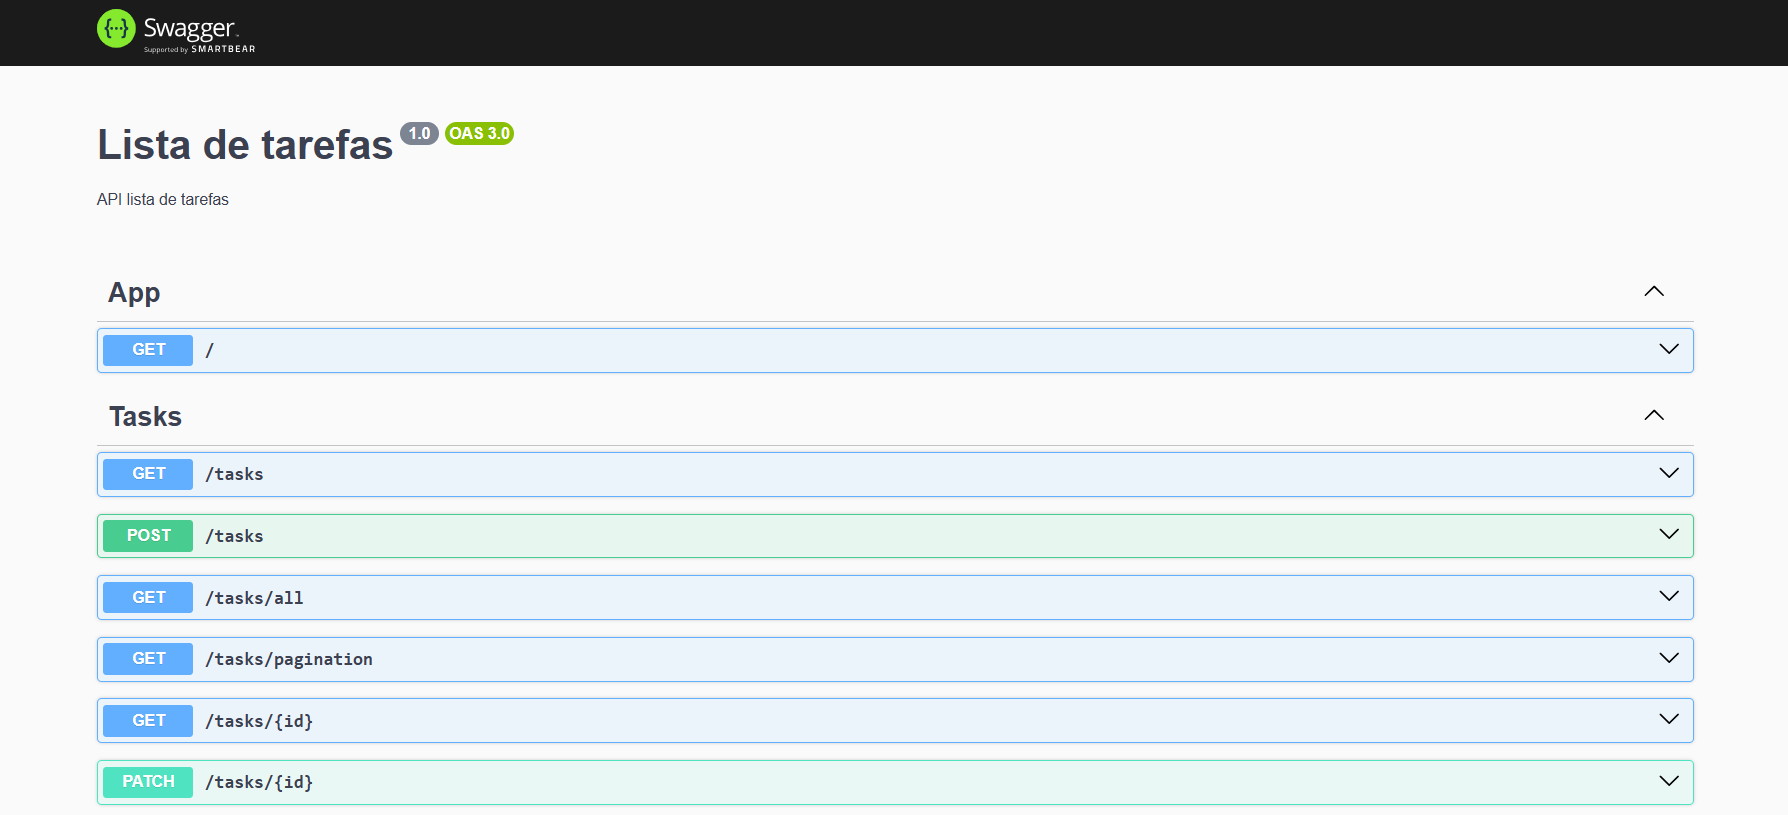 Swagger™
Supported by SMARTBEAR
Lista de tarefas 1.0 OAS 3.0
API lista de tarefas
App
GET /
Tasks
GET /tasks
POST /tasks
GET /tasks/all
GET /tasks/pagination
GET /tasks/{id}
PATCH /tasks/{id}